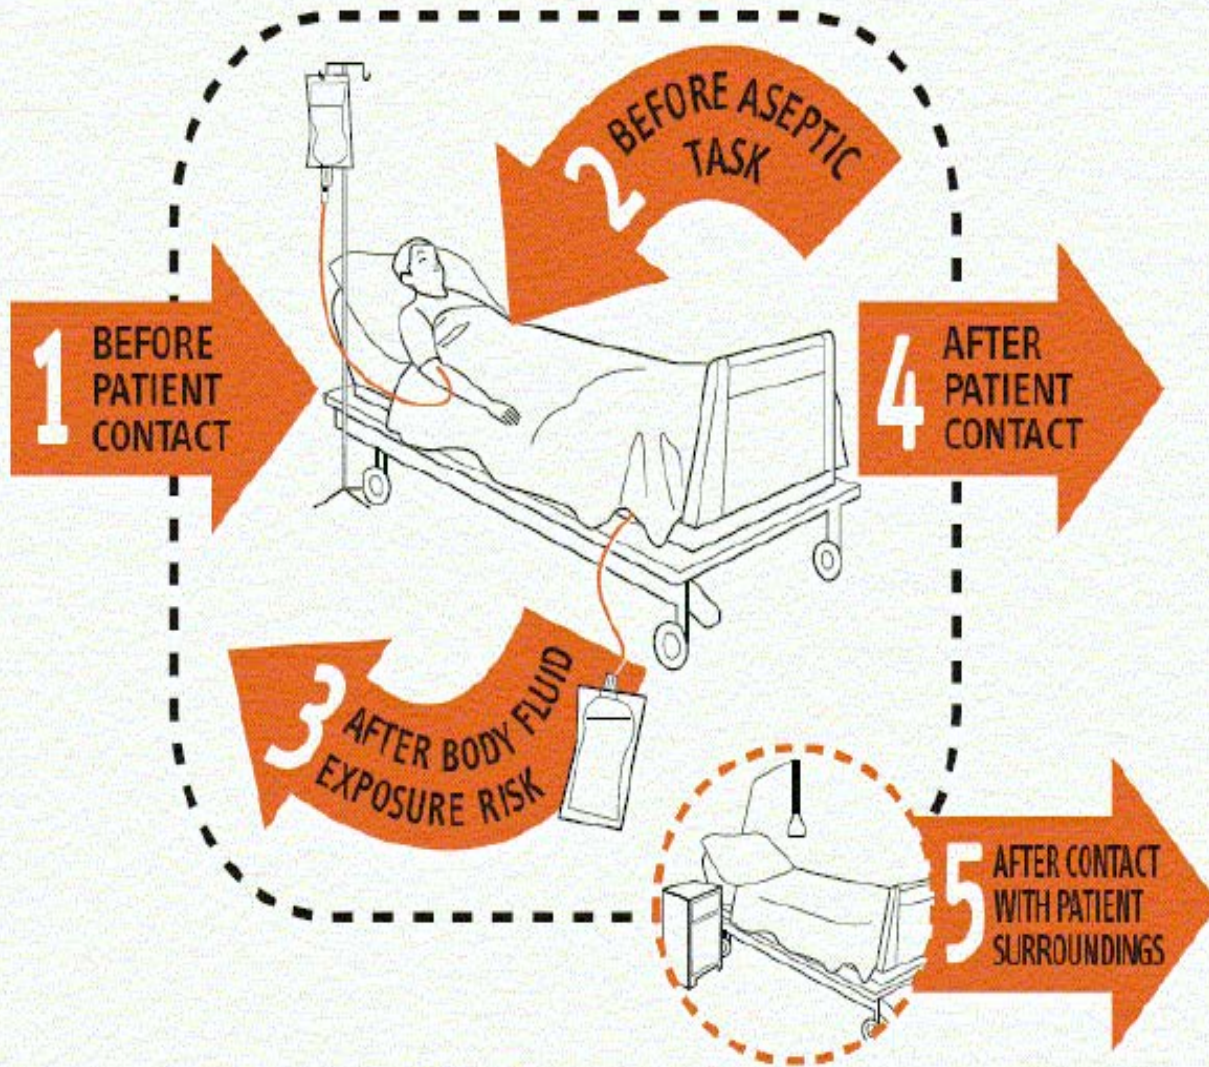 1
BEFORE
PATIENT
CONTACT
2
BEFORE ASEPTIC
TASK
3
AFTER BODY FLUID
EXPOSURE RISK
4
AFTER
PATIENT
CONTACT
5
AFTER CONTACT
WITH PATIENT
SURROUNDINGS